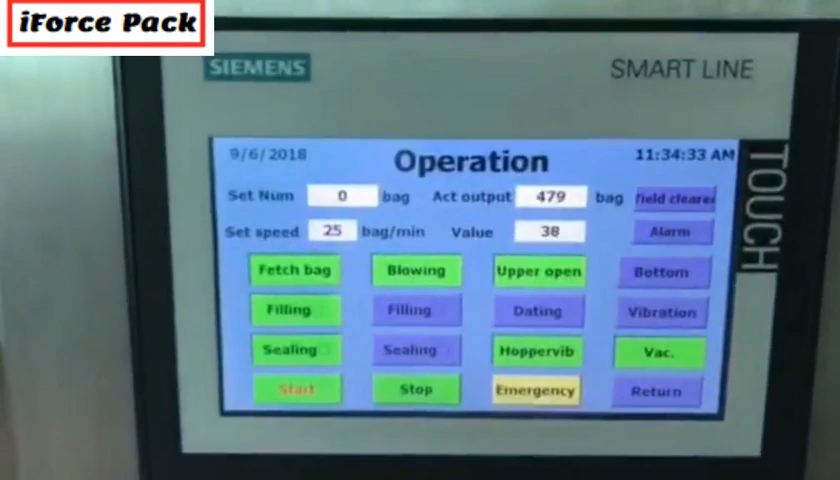 iForce Pack
SIEMENS
SMART LINE
TOUCH
9/6/2018
Operation
11:34:33 AM
Set Num 0 bag Act output 479 bag field cleared
Set speed 25 bag/min Value 38 Alarm
Fetch bag Blowing Upper open Bottom
Filling Filling Dating Vibration
Sealing Sealing Hoppervib Vac.
Start Stop Emergency Return